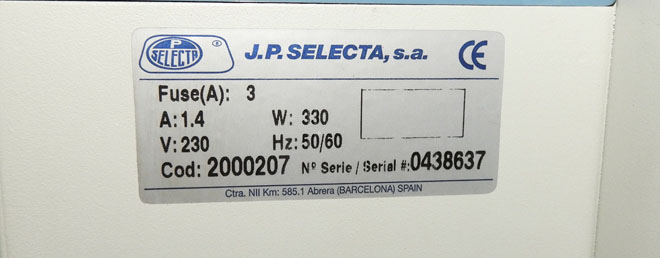 P
SELECTA
®
J.P. SELECTA, s.a.
CE
Fuse(A): 3
A: 1.4 W: 330
V: 230 Hz: 50/60
Cod: 2000207 Nº Serie / Serial #: 0438637
Ctra. NII Km: 585.1 Abrera (BARCELONA) SPAIN